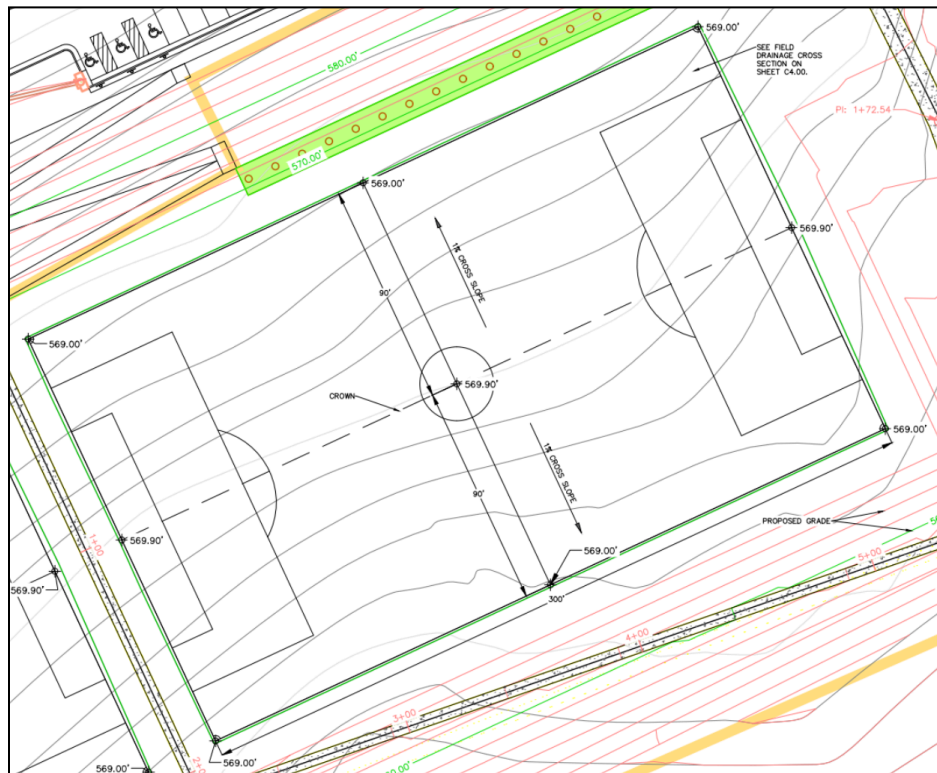 569.00'
580.00'
SEE FIELD
DRAINAGE CROSS
SECTION ON
SHEET C4.00.
PI: 1+72.54
570.00'
569.00'
569.90'
1% CROSS SLOPE
90'
569.00'
569.90'
CROWN
569.00'
1% CROSS SLOPE
90'
PROPOSED GRADE
569.90'
1+00
569.00'
5+00
569.90'
300'
4+00
3+00
569.00'
2+0
569.00'